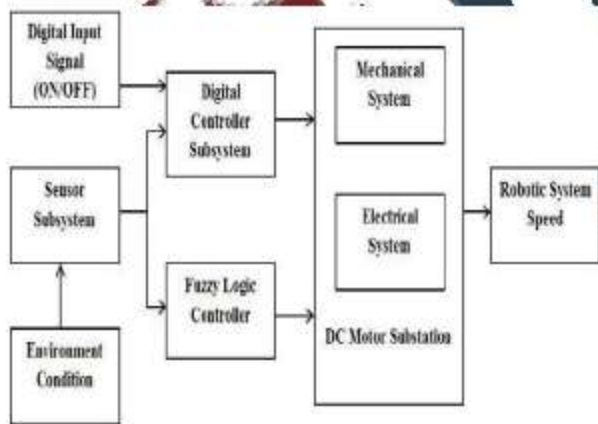 Digital Input
Signal
(ON/OFF)
Digital
Controller
Subsystem
Mechanical
System
Sensor
Subsystem
Electrical
System
Robotic System
Speed
Fuzzy Logic
Controller
DC Motor Substation
Environment
Condition